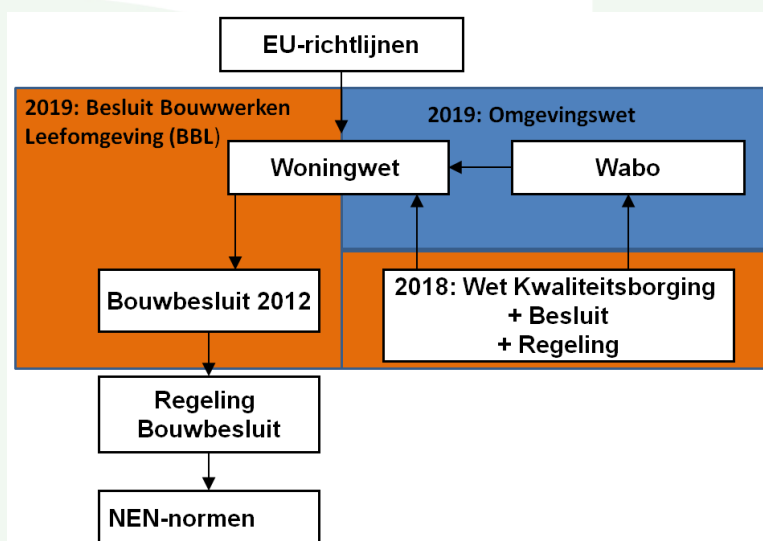 EU-richtlijnen
2019: Besluit Bouwwerken
Leefomgeving (BBL)
2019: Omgevingswet
Woningwet
Wabo
Bouwbesluit 2012
2018: Wet Kwaliteitsborging
+ Besluit
+ Regeling
Regeling
Bouwbesluit
NEN-normen